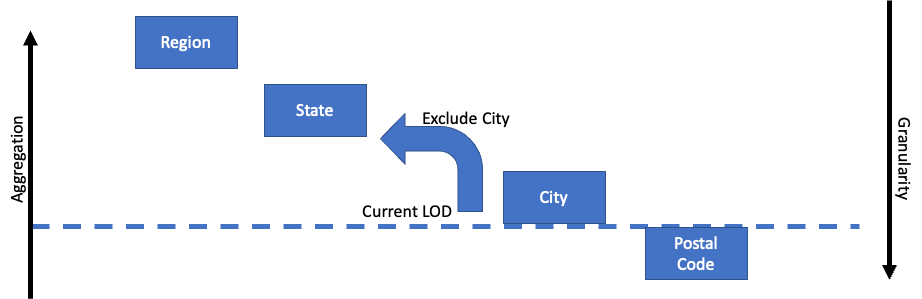 Region
State
Exclude City
Aggregation
Granularity
City
Current LOD
Postal
Code